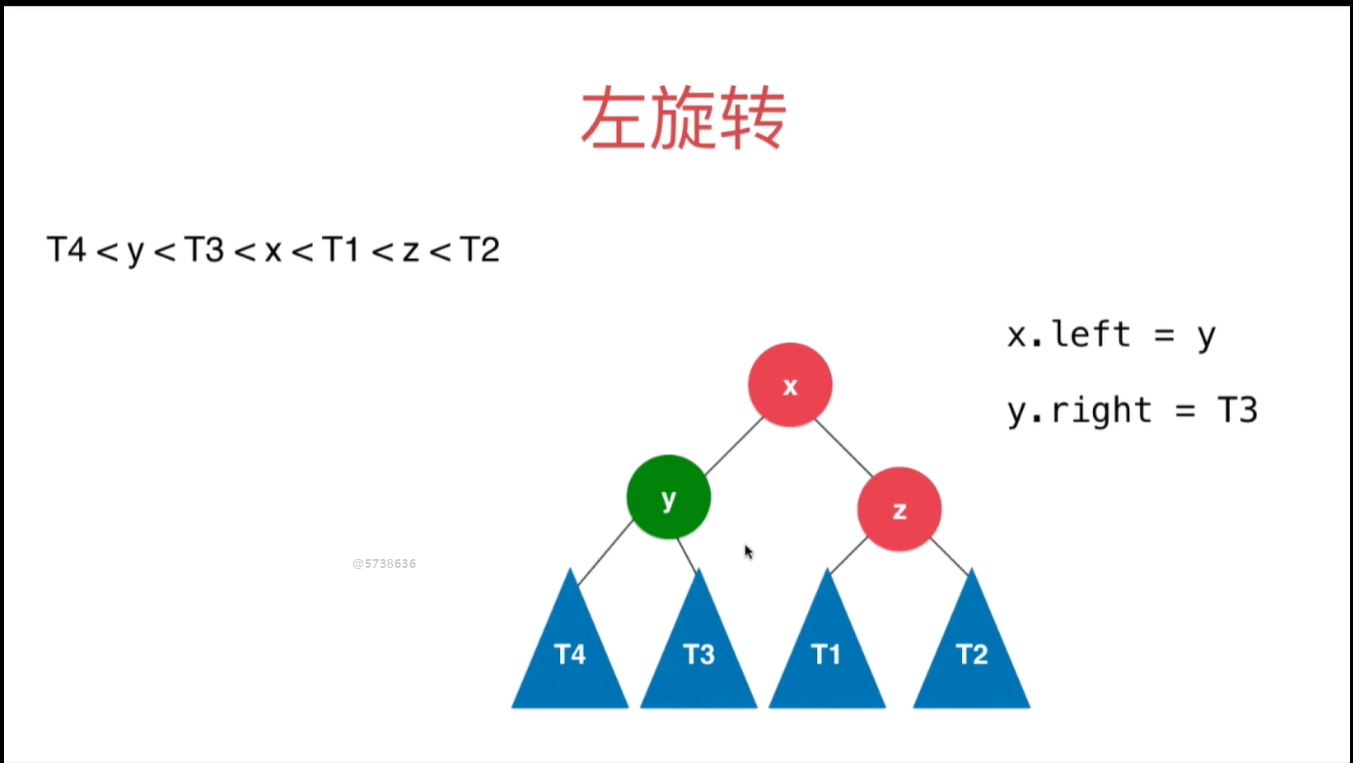 左旋转
T4 < y < T3 < x < T1 < z < T2
x.left = y
x
y.right = T3
y
z
@5738636
T4
T3
T1
T2